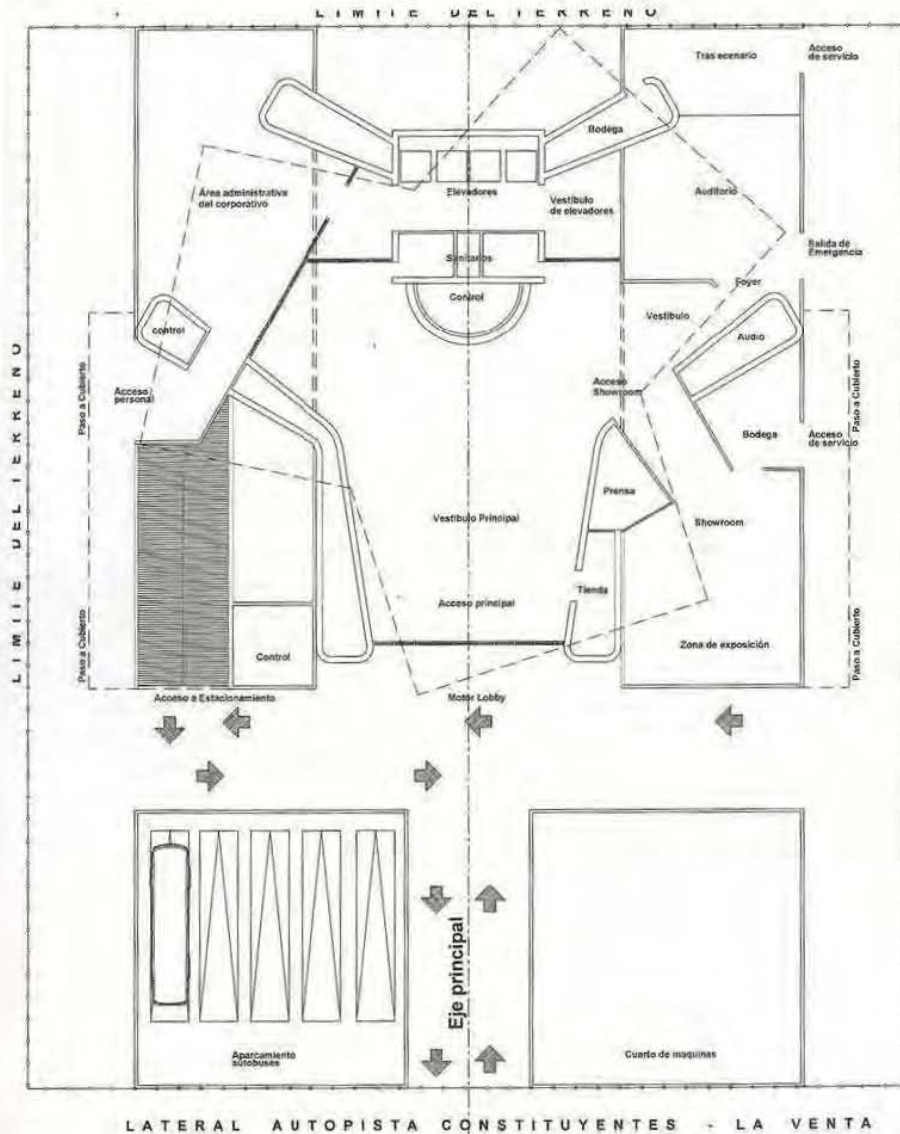 LIMITE DEL TERRENO
Tras ecenario
Acceso
de servicio
Bodega
Elevadores
Área administrativa
del corporativo
Vestíbulo
de elevadores
Auditorio
Sanitarios
Salida de
Emergencia
Foyer
Control
Vestíbulo
control
Audio
Acceso
personal
Acceso
Showroom
Paso a Cubierto
Paso a Cubierto
Bodega
Acceso
de servicio
Prensa
Vestíbulo Principal
Showroom
Tienda
Acceso principal
Paso a Cubierto
Paso a Cubierto
Control
Zona de exposición
Acceso a Estacionamiento
Motor Lobby
LIMITE DEL TERRENO
Eje principal
Aparcamiento
autobuses
Cuarto de maquinas
LATERAL AUTOPISTA CONSTITUYENTES - LA VENTA